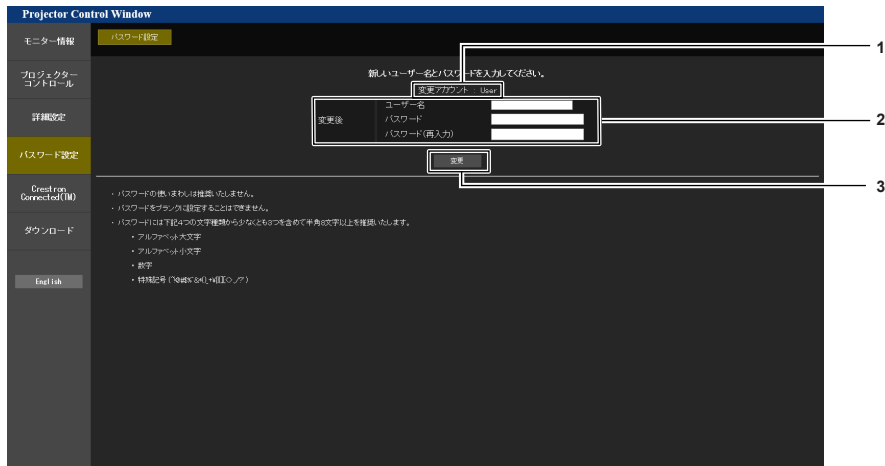 Projector Control Window
モニター情報
プロジェクター
コントロール
詳細設定
パスワード設定
Crestron
Connected(TM)
ダウンロード
English
パスワード設定
新しいユーザー名とパスワードを入力してください。
変更アカウント : User
変更後
ユーザー名
パスワード
パスワード(再入力)
変更
・パスワードの使いまわしは推奨いたしません。
・パスワードをブランクに設定することはできません。
・パスワードには下記4つの文字種類から少なくとも3つを含めて半角8文字以上を推奨いたします。
・アルファベット大文字
・アルファベット小文字
・数字
・特殊記号
1
2
3